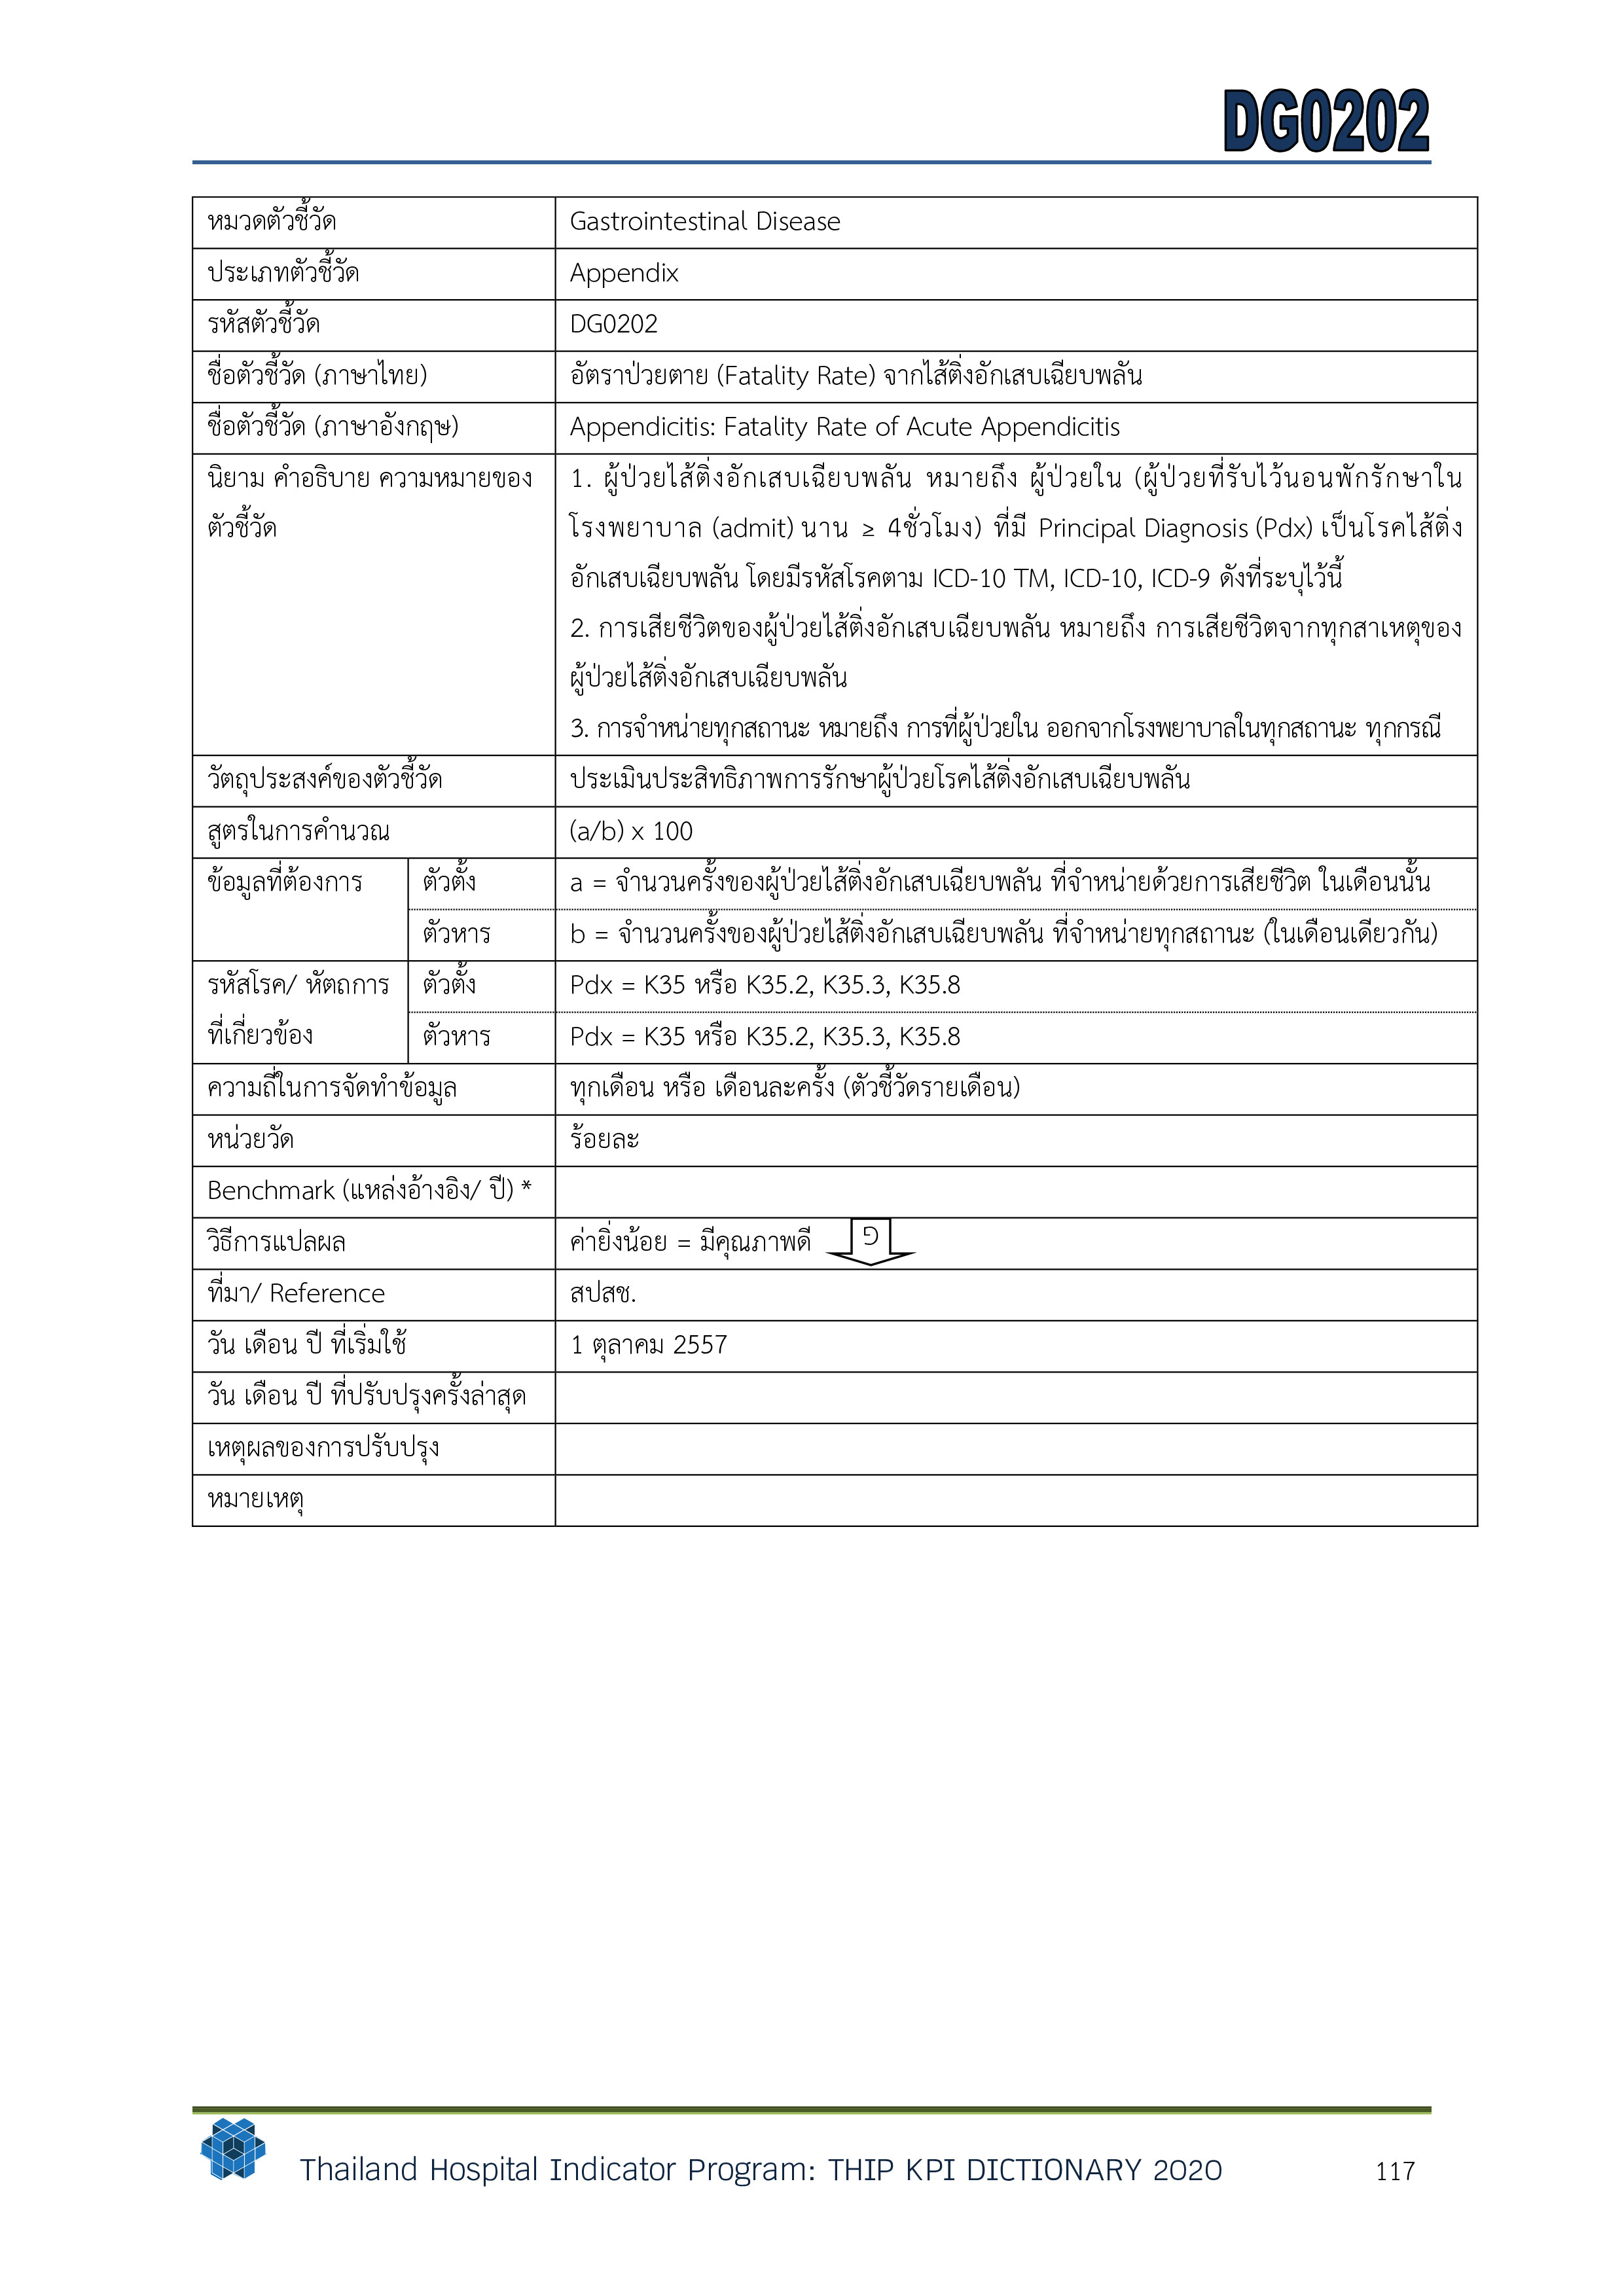 DG0202
หมวดตัวชี้วัด Gastrointestinal Disease
ประเภทตัวชี้วัด Appendix
รหัสตัวชี้วัด DG0202
ชื่อตัวชี้วัด (ภาษาไทย) อัตราป่วยตาย (Fatality Rate) จากไส้ติ่งอักเสบเฉียบพลัน
ชื่อตัวชี้วัด (ภาษาอังกฤษ) Appendicitis: Fatality Rate of Acute Appendicitis
นิยาม คำอธิบาย ความหมายของ
ตัวชี้วัด
1. ผู้ป่วยไส้ติ่งอักเสบเฉียบพลัน หมายถึง ผู้ป่วยใน (ผู้ป่วยที่รับไว้นอนพักรักษาใน
โรงพยาบาล (admit) นาน ≥ 4ชั่วโมง) ที่มี Principal Diagnosis (Pdx) เป็นโรคไส้ติ่ง
อักเสบเฉียบพลัน โดยมีรหัสโรคตาม ICD-10 TM, ICD-10, ICD-9 ดังที่ระบุไว้นี้
2. การเสียชีวิตของผู้ป่วยไส้ติ่งอักเสบเฉียบพลัน หมายถึง การเสียชีวิตจากทุกสาเหตุของ
ผู้ป่วยไส้ติ่งอักเสบเฉียบพลัน
3. การจำหน่ายทุกสถานะ หมายถึง การที่ผู้ป่วยใน ออกจากโรงพยาบาลในทุกสถานะ ทุกกรณี
วัตถุประสงค์ของตัวชี้วัด ประเมินประสิทธิภาพการรักษาผู้ป่วยโรคไส้ติ่งอักเสบเฉียบพลัน
สูตรในการคำนวณ (a/b) x 100
ข้อมูลที่ต้องการ ตัวตั้ง a = จำนวนครั้งของผู้ป่วยไส้ติ่งอักเสบเฉียบพลัน ที่จำหน่ายด้วยการเสียชีวิต ในเดือนนั้น
ตัวหาร b = จำนวนครั้งของผู้ป่วยไส้ติ่งอักเสบเฉียบพลัน ที่จำหน่ายทุกสถานะ (ในเดือนเดียวกัน)
รหัสโรค/ หัตถการ ตัวตั้ง Pdx = K35 หรือ K35.2, K35.3, K35.8
ที่เกี่ยวข้อง ตัวหาร Pdx = K35 หรือ K35.2, K35.3, K35.8
ความถี่ในการจัดทำข้อมูล ทุกเดือน หรือ เดือนละครั้ง (ตัวชี้วัดรายเดือน)
หน่วยวัด ร้อยละ
Benchmark (แหล่งอ้างอิง/ ปี) *
วิธีการแปลผล ค่ายิ่งน้อย = มีคุณภาพดี
ที่มา/ Reference สปสช.
วัน เดือน ปี ที่เริ่มใช้ 1 ตุลาคม 2557
วัน เดือน ปี ที่ปรับปรุงครั้งล่าสุด
เหตุผลของการปรับปรุง
หมายเหตุ
Thailand Hospital Indicator Program: THIP KPI DICTIONARY 2020 117